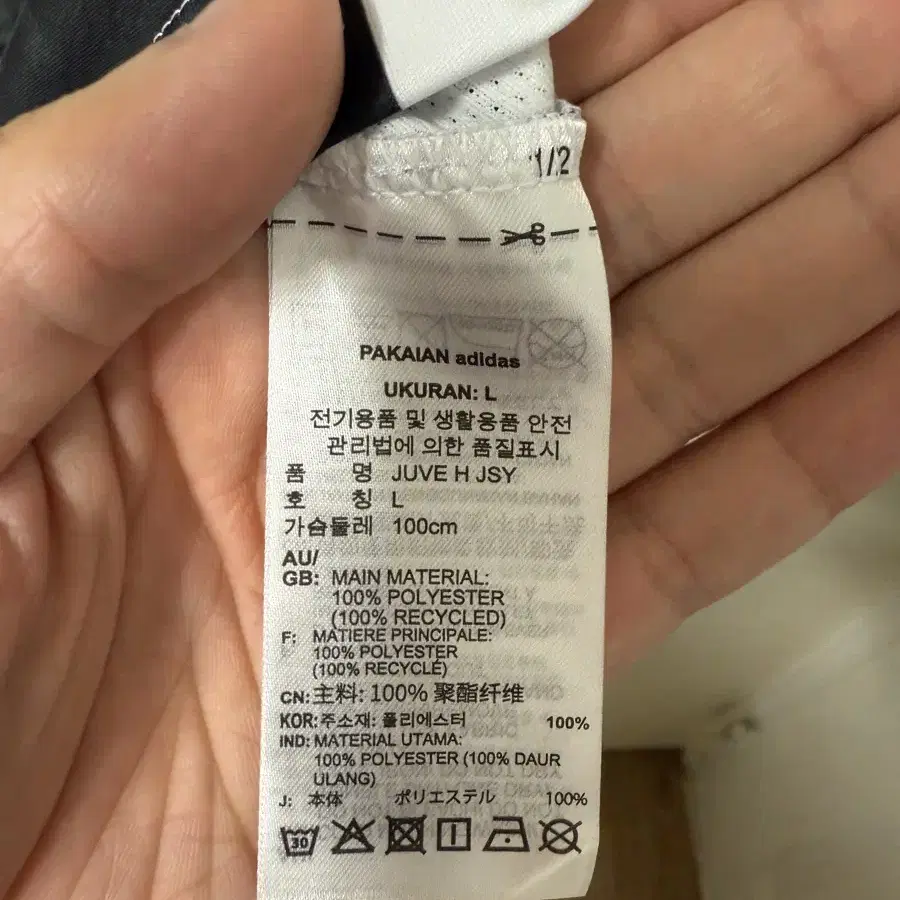 1/2
PAKAIAN adidas
UKURAN: L
전기용품 및 생활용품 안전
관리법에 의한 품질표시
품 명 JUVE H JSY
호 칭 L
가슴둘레 100cm
AU/
GB: MAIN MATERIAL:
100% POLYESTER
(100% RECYCLED)
F: MATIERE PRINCIPALE:
100% POLYESTER
(100% RECYCLÉ)
CN: 主料: 100% 聚酯纤维
KOR: 주소재: 폴리에스터 100%
IND: MATERIAL UTAMA:
100% POLYESTER (100% DAUR
ULANG)
J: 本体 ポリエステル 100%
30